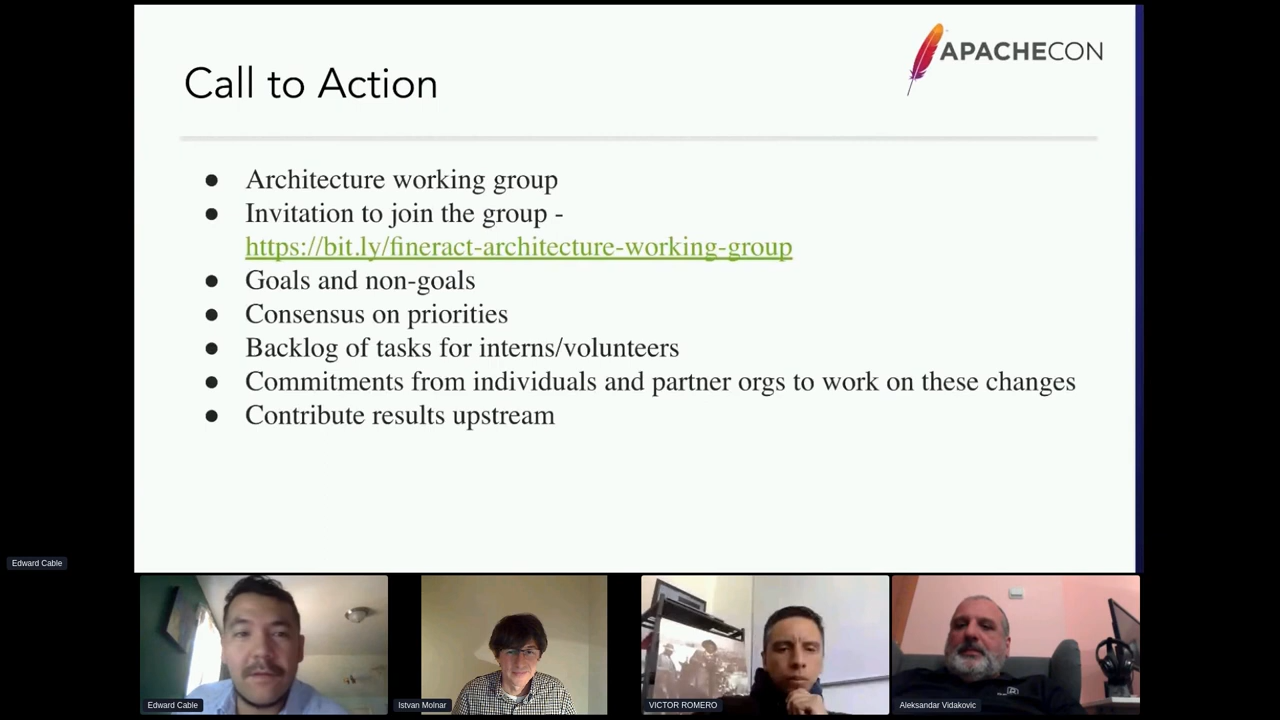 APACHECON
Call to Action
● Architecture working group
● Invitation to join the group -
https://bit.ly/fineract-architecture-working-group
● Goals and non-goals
● Consensus on priorities
● Backlog of tasks for interns/volunteers
● Commitments from individuals and partner orgs to work on these changes
● Contribute results upstream
Edward Cable
Edward Cable
Istvan Molnar
VICTOR ROMERO
Aleksandar Vidakovic